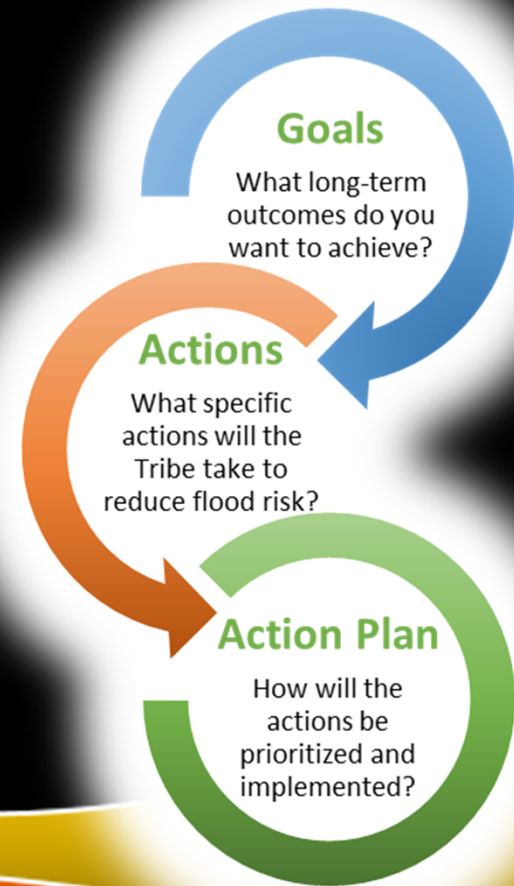 Goals
What long-term
outcomes do you
want to achieve?
Actions
What specific
actions will the
Tribe take to
reduce flood risk?
Action Plan
How will the
actions be
prioritized and
implemented?